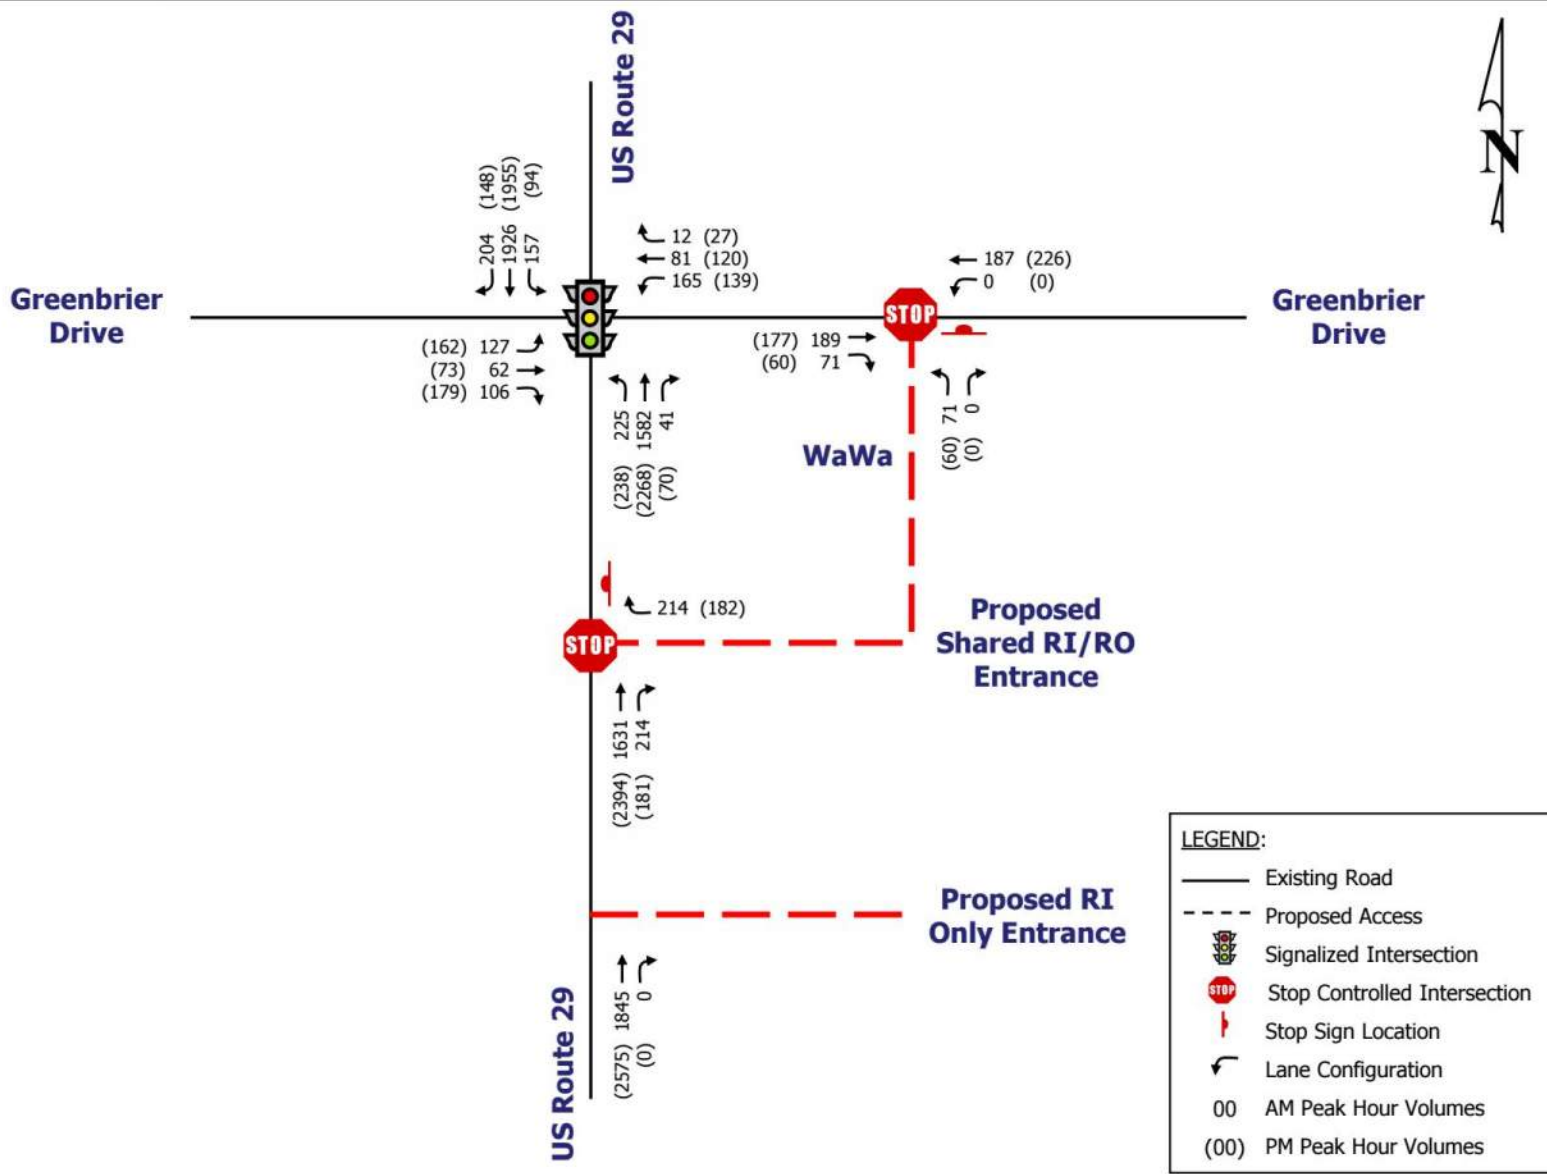 US Route 29
N
(148)
(1955)
(94)
204
1926
157
12 (27)
81 (120)
165 (139)
187 (226)
0 (0)
Greenbrier
Drive
STOP
Greenbrier
Drive
(162) 127
(73) 62
(179) 106
(177) 189
(60) 71
(238) 225
(2268) 1582
(70) 41
(60) 71
(0) 0
WaWa
214 (182)
STOP
Proposed
Shared RI/RO
Entrance
(2394) 1631
(181) 214
Proposed RI
Only Entrance
(2575) 1845
(0) 0
US Route 29
LEGEND:
Existing Road
Proposed Access
Signalized Intersection
STOP Stop Controlled Intersection
Stop Sign Location
Lane Configuration
00 AM Peak Hour Volumes
(00) PM Peak Hour Volumes